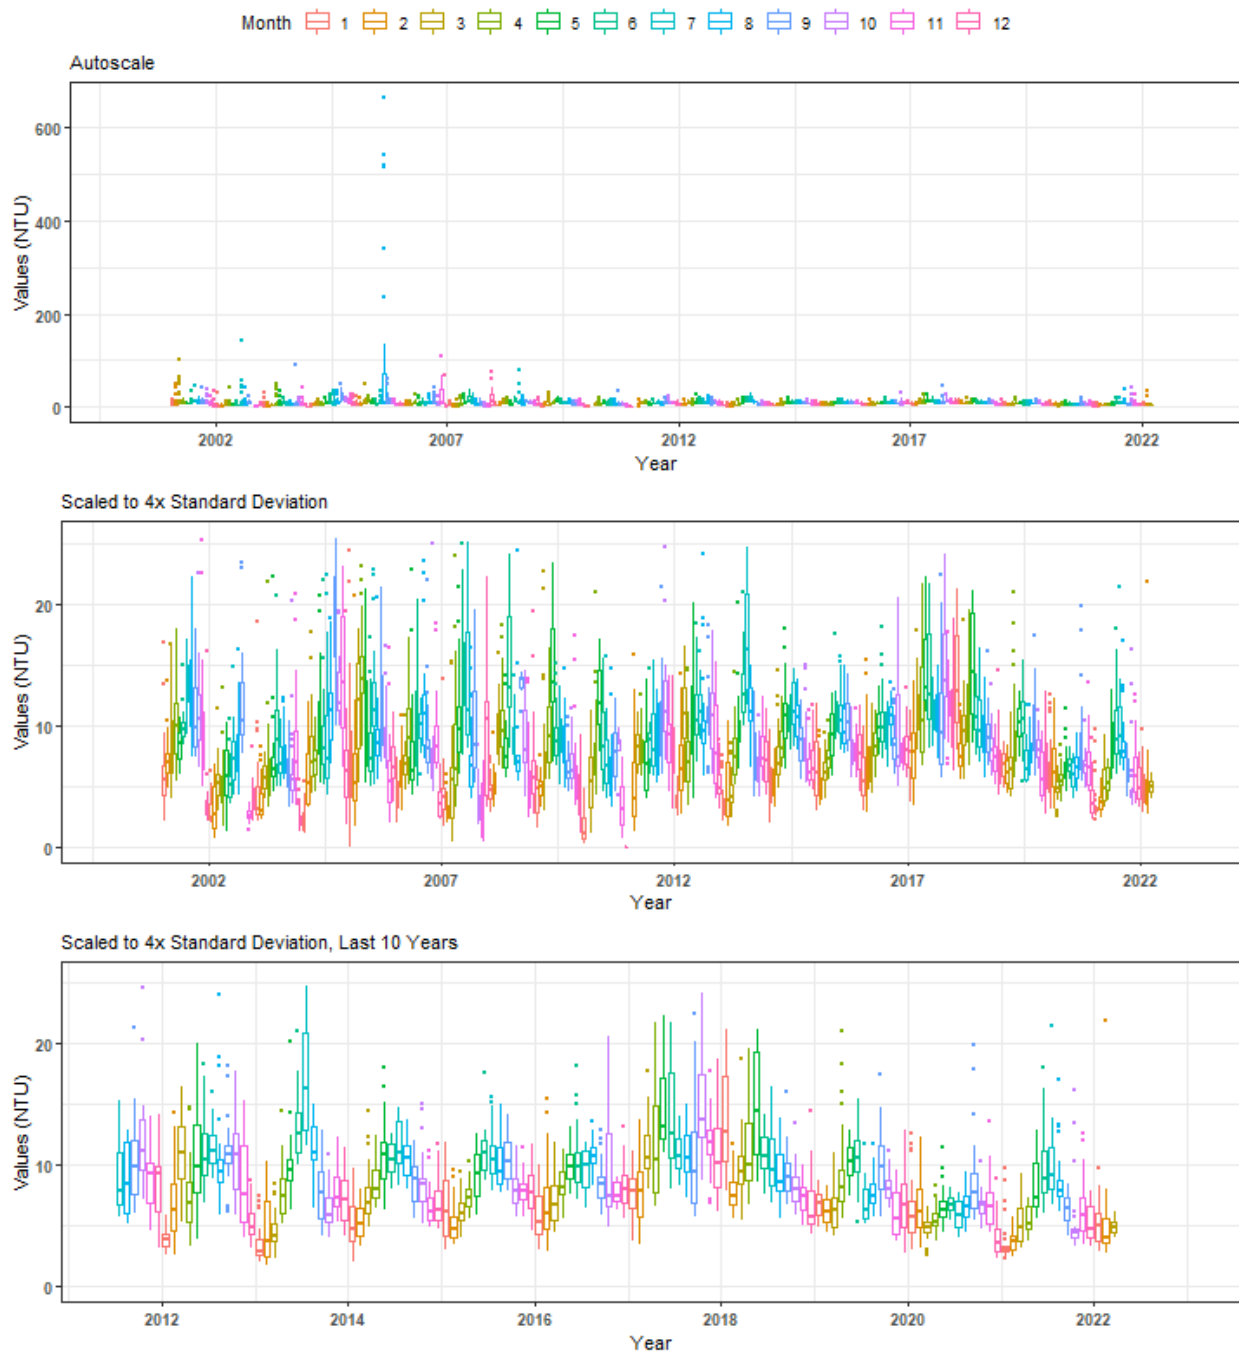 Month 1 2 3 4 5 6 7 8 9 10 11 12
Autoscale
Values (NTU)
600
400
200
0
2002 2007 2012 2017 2022
Year
Scaled to 4x Standard Deviation
Values (NTU)
20
10
0
2002 2007 2012 2017 2022
Year
Scaled to 4x Standard Deviation, Last 10 Years
Values (NTU)
20
10
0
2012 2014 2016 2018 2020 2022
Year